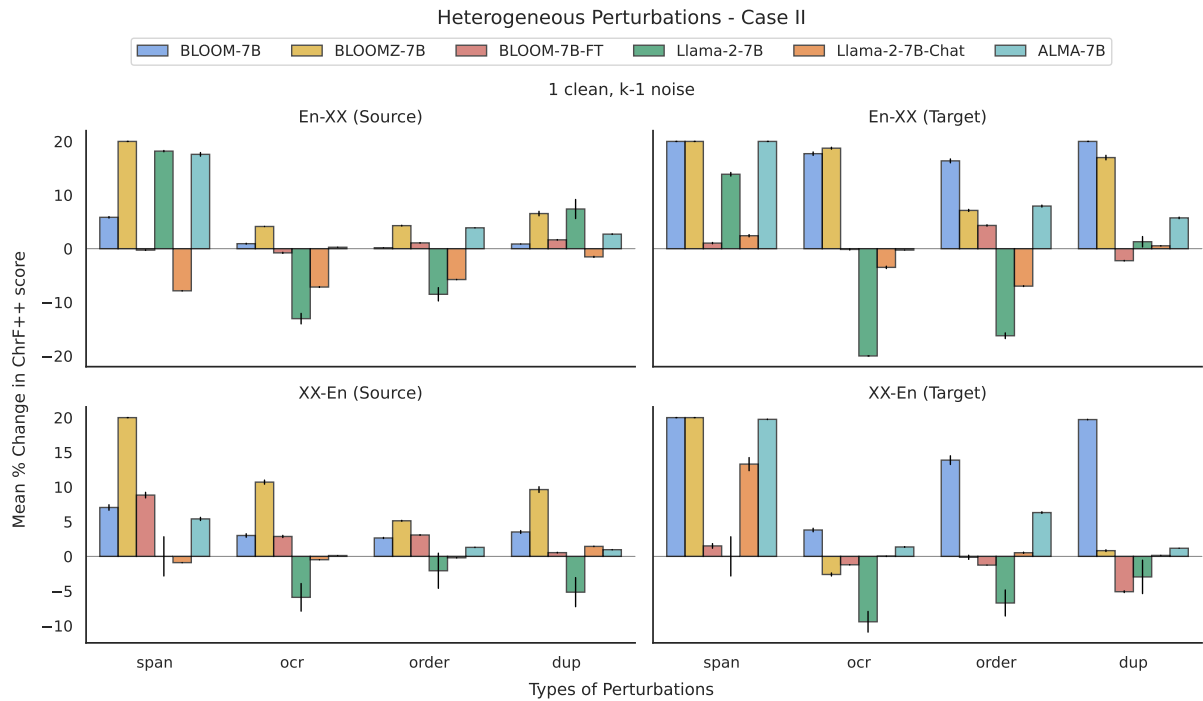 Heterogeneous Perturbations - Case II
BLOOM-7B BLOOMZ-7B BLOOM-7B-FT Llama-2-7B Llama-2-7B-Chat ALMA-7B
1 clean, k-1 noise
En-XX (Source) En-XX (Target)
20
10
0
−10
−20
Mean % Change in ChrF++ score
XX-En (Source) XX-En (Target)
20
15
10
5
0
−5
−10
span ocr order dup span ocr order dup
Types of Perturbations